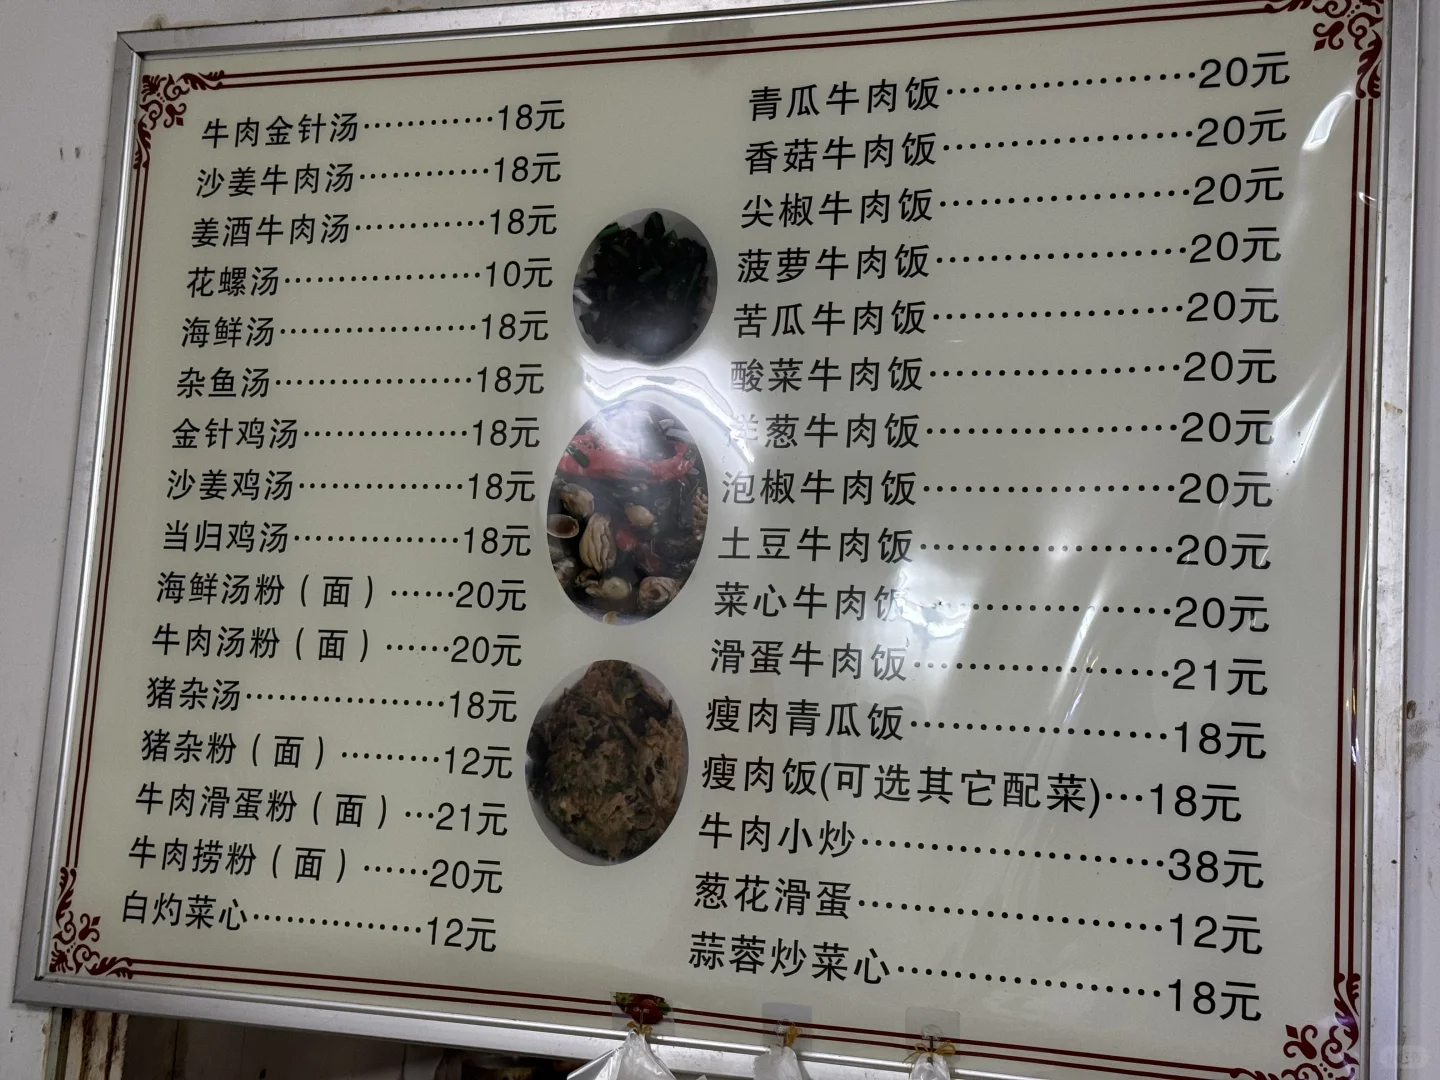 牛肉金针汤…………18元
沙姜牛肉汤…………18元
姜酒牛肉汤…………18元
花螺汤………………10元
海鲜汤………………18元
杂鱼汤………………18元
金针鸡汤……………18元
沙姜鸡汤……………18元
当归鸡汤……………18元
海鲜汤粉（面）……20元
牛肉汤粉（面）……20元
猪杂汤………………18元
猪杂粉（面）………12元
牛肉滑蛋粉（面）…21元
牛肉捞粉（面）……20元
白灼菜心……………12元
青瓜牛肉饭………………20元
香菇牛肉饭………………20元
尖椒牛肉饭………………20元
菠萝牛肉饭………………20元
苦瓜牛肉饭………………20元
酸菜牛肉饭………………20元
洋葱牛肉饭………………20元
泡椒牛肉饭………………20元
土豆牛肉饭………………20元
菜心牛肉饭………………20元
滑蛋牛肉饭………………21元
瘦肉青瓜饭………………18元
瘦肉饭(可选其它配菜)…18元
牛肉小炒…………………38元
葱花滑蛋…………………12元
蒜蓉炒菜心………………18元